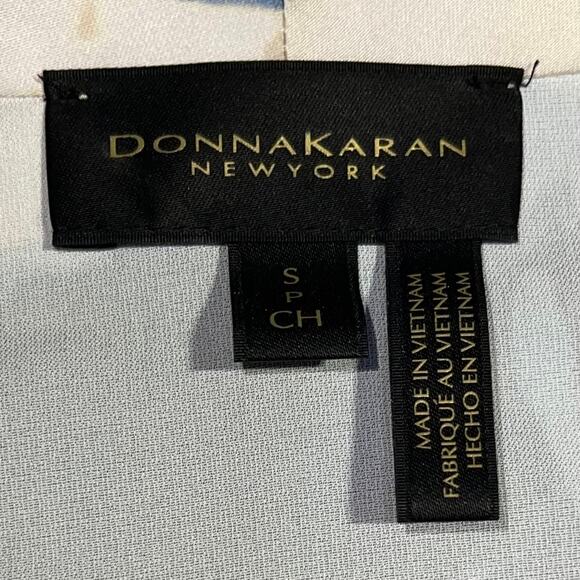 DONNAKARAN
NEWYORK
S
P
CH
MADE IN VIETNAM
FABRIQUÉ AU VIETNAM
HECHO EN VIETNAM